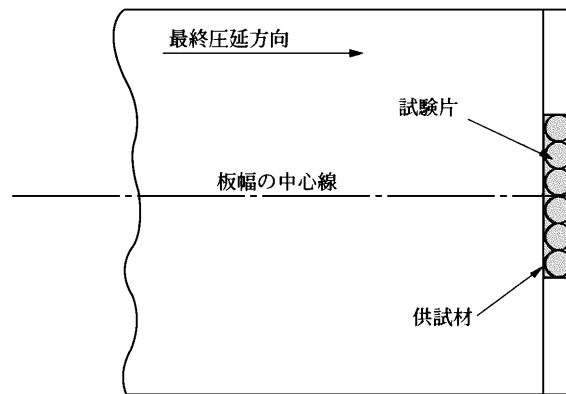 最終圧延方向
試験片
板幅の中心線
供試材